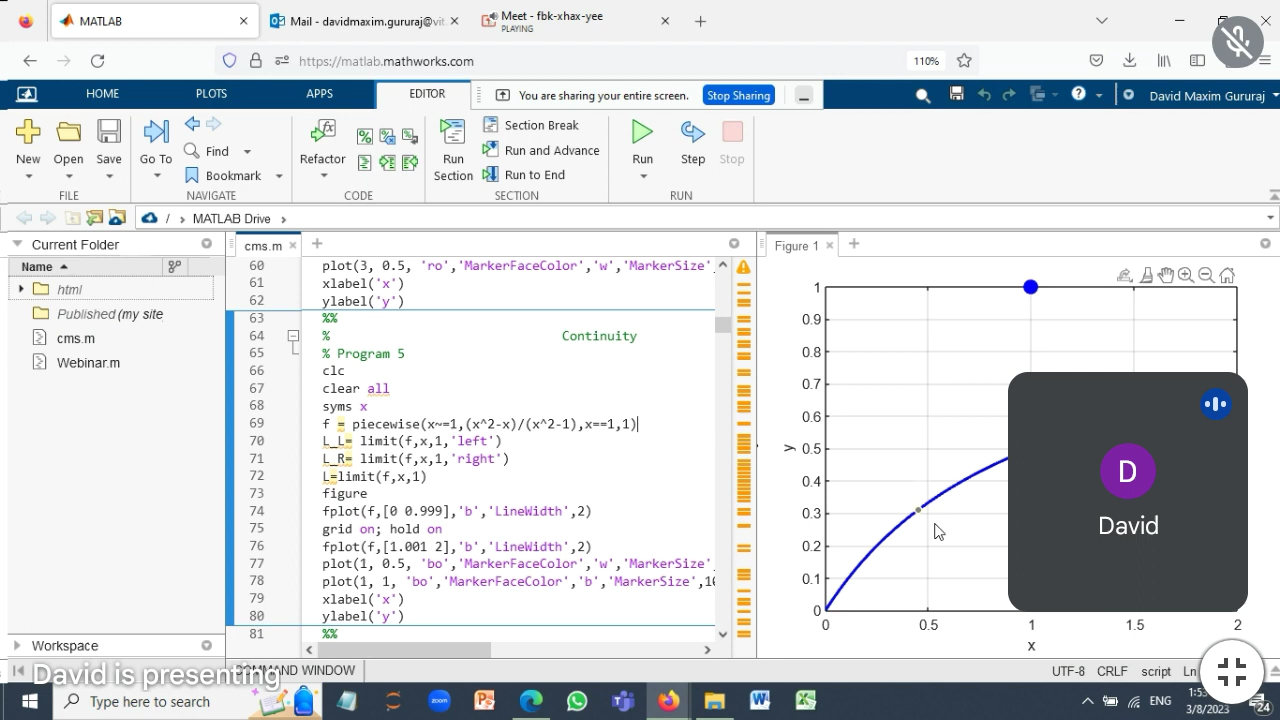 MATLAB
Mail - davidmaxim.gururaj@vit
Meet - fbk-xhax-yee
PLAYING
https://matlab.mathworks.com
110%
HOME PLOTS APPS EDITOR
You are sharing your entire screen. Stop Sharing
David Maxim Gururaj
New Open Save
FILE
Go To
Find
Bookmark
NAVIGATE
Refactor
CODE
Run Section
Section Break
Run and Advance
Run to End
SECTION
Run Step Stop
RUN
/ > MATLAB Drive >
Current Folder
Name
html
Published (my site
cms.m
Webinar.m
Workspace
cms.m
60 plot(3, 0.5, 'ro','MarkerFaceColor','w','MarkerSize'
61 xlabel('x')
62 ylabel('y')
63 %%
64 % Continuity
65 % Program 5
66 clc
67 clear all
68 syms x
69 f = piecewise(x~=1,(x^2-x)/(x^2-1),x==1,1)
70 L_L= limit(f,x,1,'left')
71 L_R= limit(f,x,1,'right')
72 L=limit(f,x,1)
73 figure
74 fplot(f,[0 0.999],'b','LineWidth',2)
75 grid on; hold on
76 fplot(f,[1.001 2],'b','LineWidth',2)
77 plot(1, 0.5, 'bo','MarkerFaceColor','w','MarkerSize'
78 plot(1, 1, 'bo','MarkerFaceColor','b','MarkerSize',10
79 xlabel('x')
80 ylabel('y')
81 %%
Figure 1
1
0.9
0.8
0.7
0.6
0.5
0.4
0.3
0.2
0.1
0
y
0 0.5 1 1.5 2
x
D
David
COMMAND WINDOW
UTF-8 CRLF script Ln
David is presenting
Type here to search
zoom
ENG
3/8/2023
24